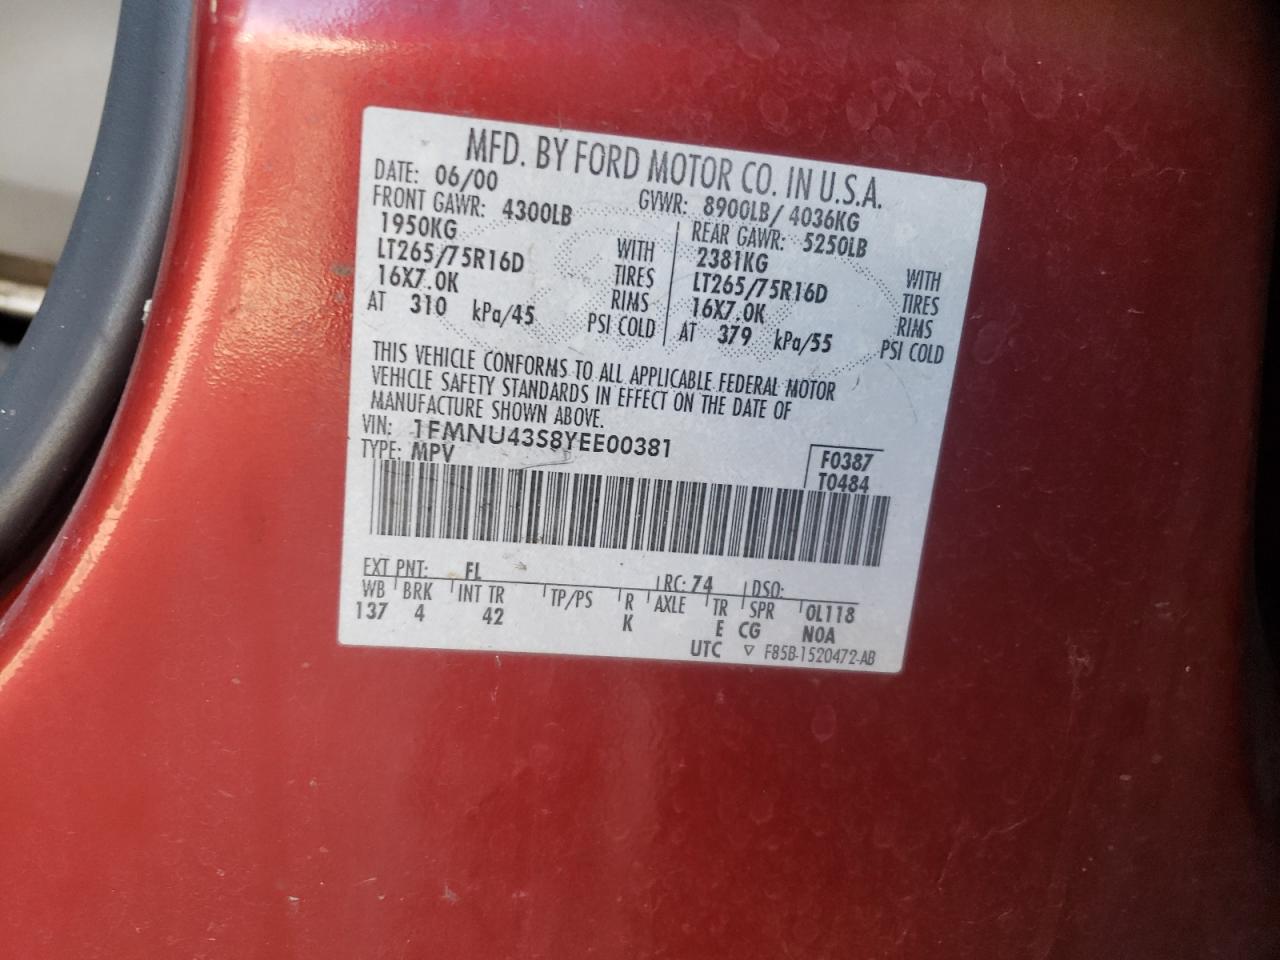 MFD. BY FORD MOTOR CO. IN U.S.A.
DATE: 06/00 GVWR: 8900LB/ 4036KG
FRONT GAWR: 4300LB REAR GAWR: 5250LB
1950KG WITH 2381KG WITH
LT265/75R16D TIRES LT265/75R16D TIRES
16X7.0K RIMS 16X7.0K RIMS
AT 310 kPa/45 PSI COLD AT 379 kPa/55 PSI COLD
THIS VEHICLE CONFORMS TO ALL APPLICABLE FEDERAL MOTOR
VEHICLE SAFETY STANDARDS IN EFFECT ON THE DATE OF
MANUFACTURE SHOWN ABOVE.
VIN: 1FMNU43S8YEE00381
TYPE: MPV
F0387
T0484
EXT PNT: FL RC: 74 DSO:
WB BRK INT TR TP/PS R AXLE TR SPR 0L118
137 4 42 K E CG N0A
UTC ▽ F85B-1520472-AB